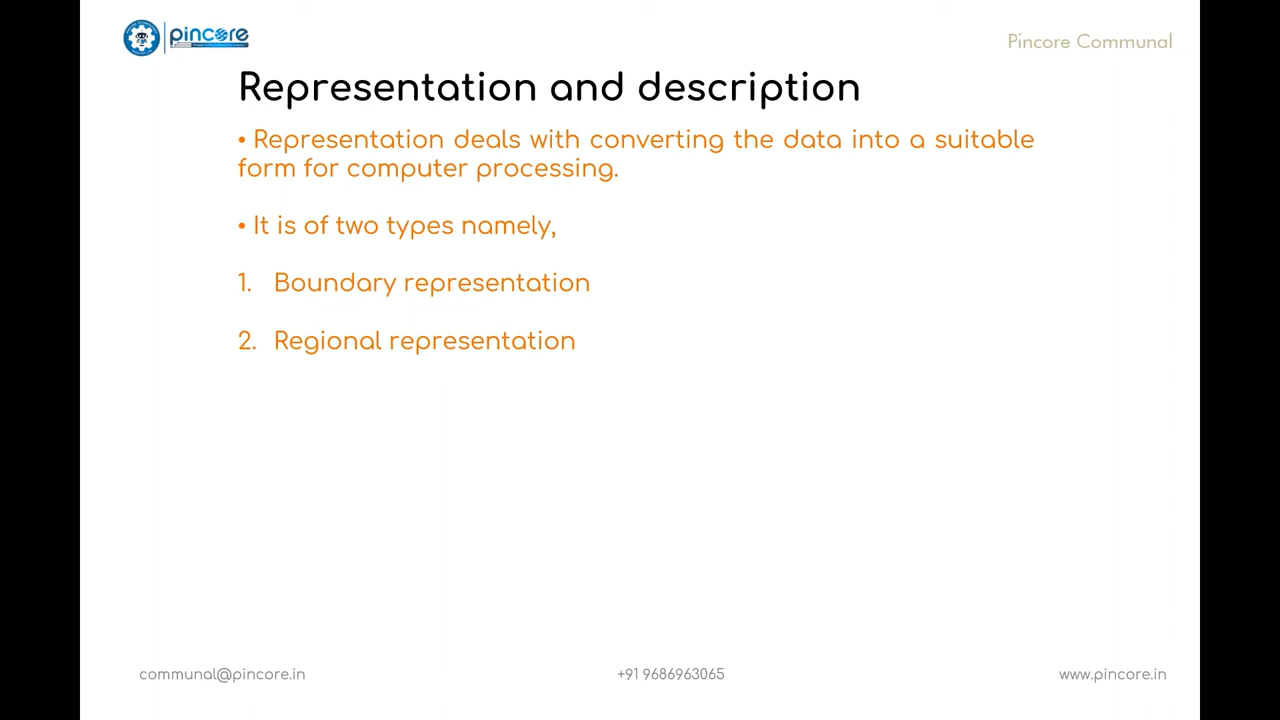 pincore
Pincore Communal
Representation and description
• Representation deals with converting the data into a suitable
form for computer processing.
• It is of two types namely,
1. Boundary representation
2. Regional representation
communal@pincore.in
+91 9686963065
www.pincore.in